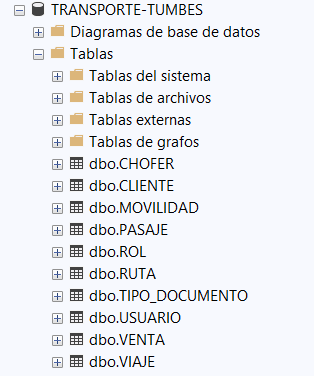 TRANSPORTE-TUMBES
Diagramas de base de datos
Tablas
Tablas del sistema
Tablas de archivos
Tablas externas
Tablas de grafos
dbo.CHOFER
dbo.CLIENTE
dbo.MOVILIDAD
dbo.PASAJE
dbo.ROL
dbo.RUTA
dbo.TIPO_DOCUMENTO
dbo.USUARIO
dbo.VENTA
dbo.VIAJE